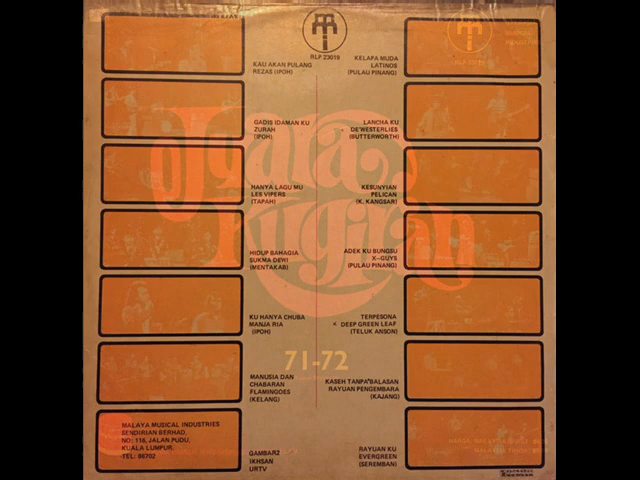 RLP 23019
KAU AKAN PULANG
REZAS (IPOH)
KELAPA MUDA
LATINOS
(PULAU PINANG)
GADIS IDAMAN KU
ZURAH
(IPOH)
LANCHA KU
DE'WESTERLIES
(BUTTERWORTH)
HANYA LAGU MU
LES VIPERS
(TAPAH)
KESUNYIAN
PELICAN
(K. KANGSAR)
HIDUP BAHAGIA
SUKMA DEWI
(MENTAKAB)
ADEK KU BUNGSU
X-GUYS
(PULAU PINANG)
KU HANYA CHUBA
MANJA RIA
(IPOH)
TERPESONA
DEEP GREEN LEAF
(TELUK ANSON)
71-72
MANUSIA DAN
CHABARAN
FLAMINGOES
(KELANG)
KASEH TANPA BALASAN
RAYUAN PENGEMBARA
(KAJANG)
MALAYA MUSICAL INDUSTRIES
SENDIRIAN BERHAD,
NO: 116, JALAN PUDU,
KUALA LUMPUR.
TEL: 86702
GAMBAR2
IKHSAN
URTV
RAYUAN KU
EVERGREEN
(SEREMBAN)